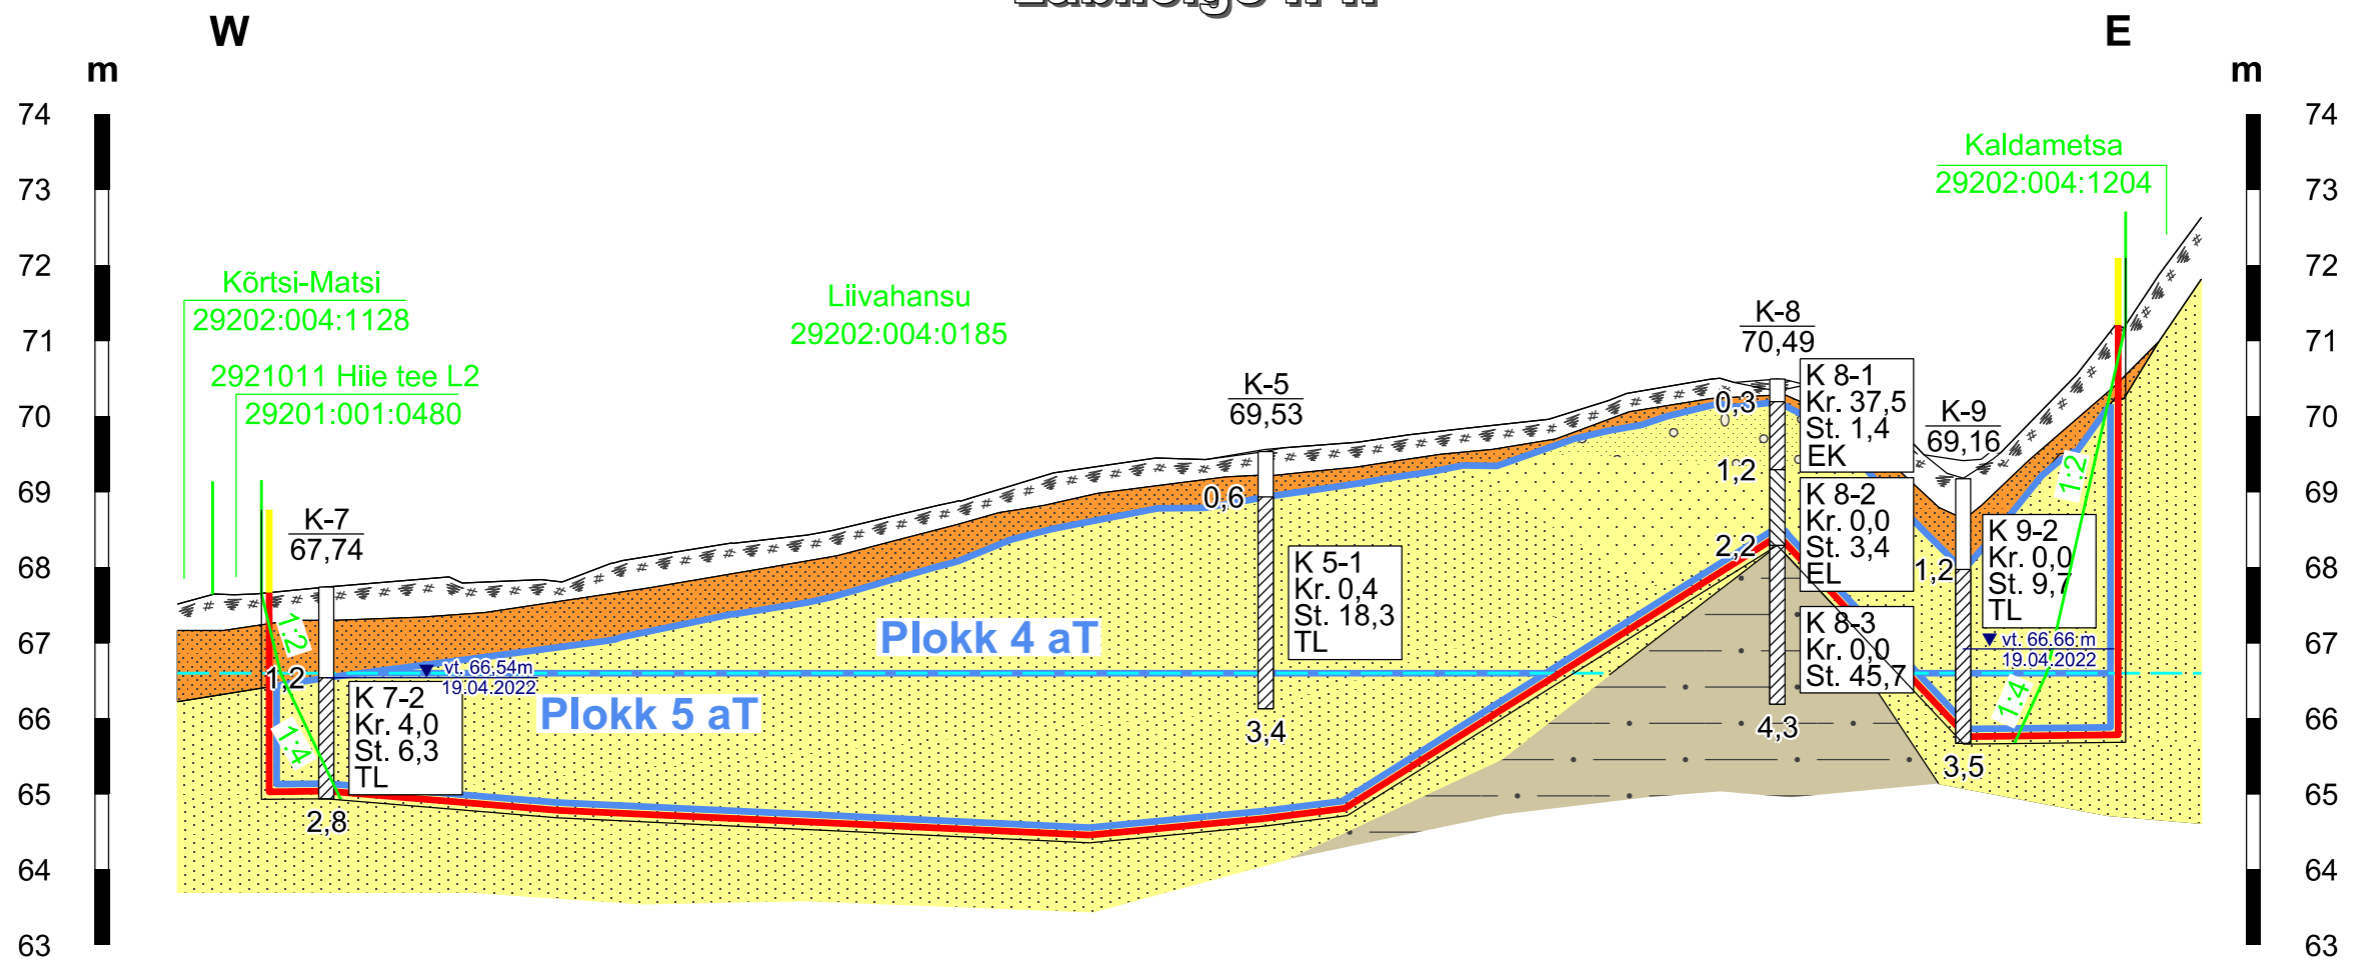 W
E
m
m
74
73
72
71
70
69
68
67
66
65
64
63
74
73
72
71
70
69
68
67
66
65
64
63
Kõrtsi-Matsi
29202:004:1128
2921011 Hiie tee L2
29201:001:0480
Liivahansu
29202:004:0185
Kaldametsa
29202:004:1204
K-7
67,74
1,2
2,8
K 7-2
Kr. 4,0
St. 6,3
TL
1:2
1:4
vt. 66.54m
19.04.2022
Plokk 4 aT
Plokk 5 aT
K-5
69,53
0,6
3,4
K 5-1
Kr. 0,4
St. 18,3
TL
K-8
70,49
0,3
1,2
2,2
4,3
K 8-1
Kr. 37,5
St. 1,4
EK
K 8-2
Kr. 0,0
St. 3,4
EL
K 8-3
Kr. 0,0
St. 45,7
K-9
69,16
1,2
3,5
K 9-2
Kr. 0,0
St. 9,7
TL
vt. 66.66 m
19.04.2022
1:2
1:4